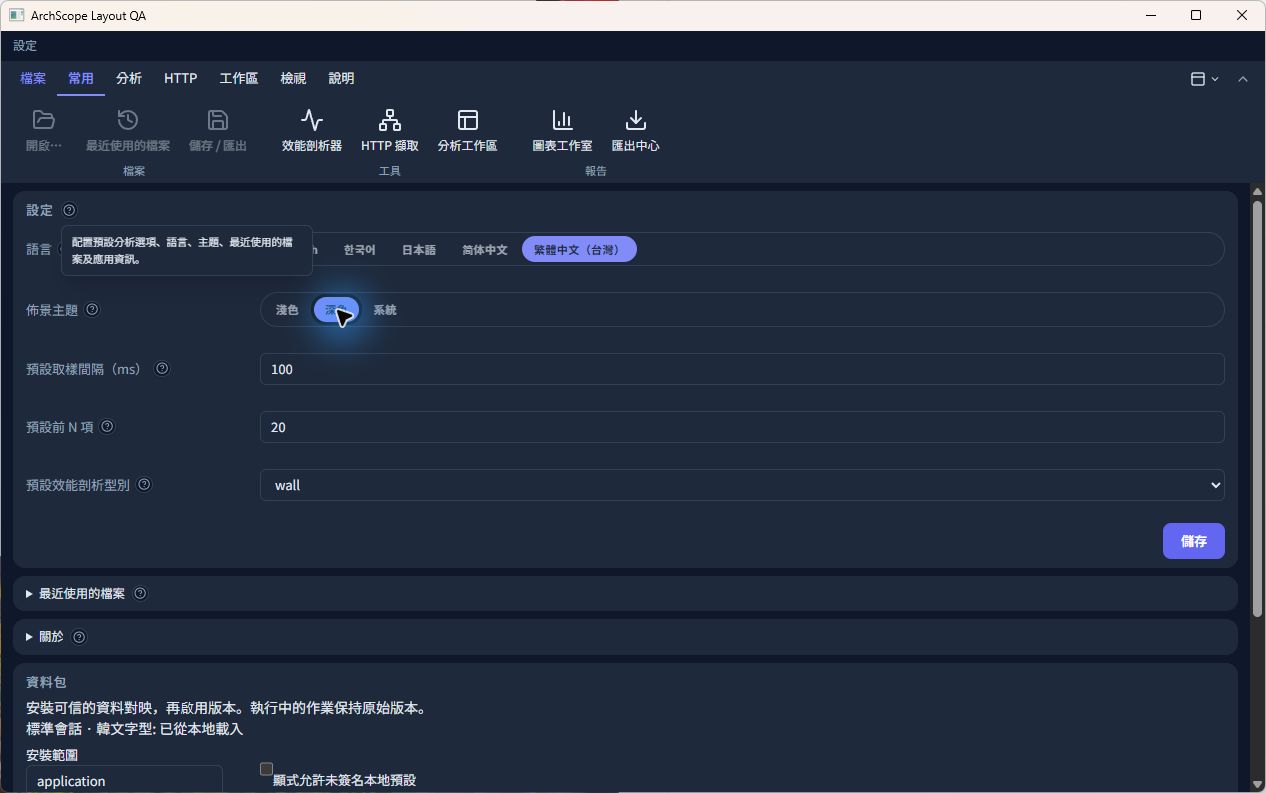 ArchScope Layout QA
設定
檔案 常用 分析 HTTP 工作區 檢視 說明
開啟… 最近使用的檔案 儲存 / 匯出 效能剖析器 HTTP 擷取 分析工作區 圖表工作室 匯出中心
檔案 工具 報告
設定
配置預設分析選項、語言、主題、最近使用的檔
案及應用資訊。
語言 한국어 日本語 简体中文 繁體中文（台灣）
佈景主題 淺色 深色 系統
預設取樣間隔（ms） 100
預設前 N 項 20
預設效能剖析型別 wall
儲存
最近使用的檔案
關於
資料包
安裝可信的資料對映，再啟用版本。執行中的作業保持原始版本。
標準會話 · 韓文字型: 已從本地載入
安裝範圍
application 顯式允許未簽名本地預設